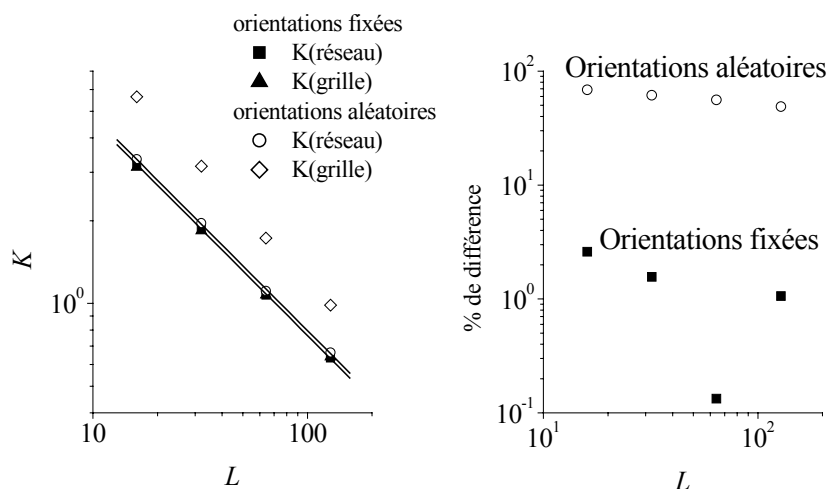 orientations fixées
K(réseau)
K(grille)
orientations aléatoires
K(réseau)
K(grille)
K
10⁰
10
100
L
Orientations aléatoires
Orientations fixées
% de différence
10²
10¹
10⁰
10⁻¹
10¹
10²
L